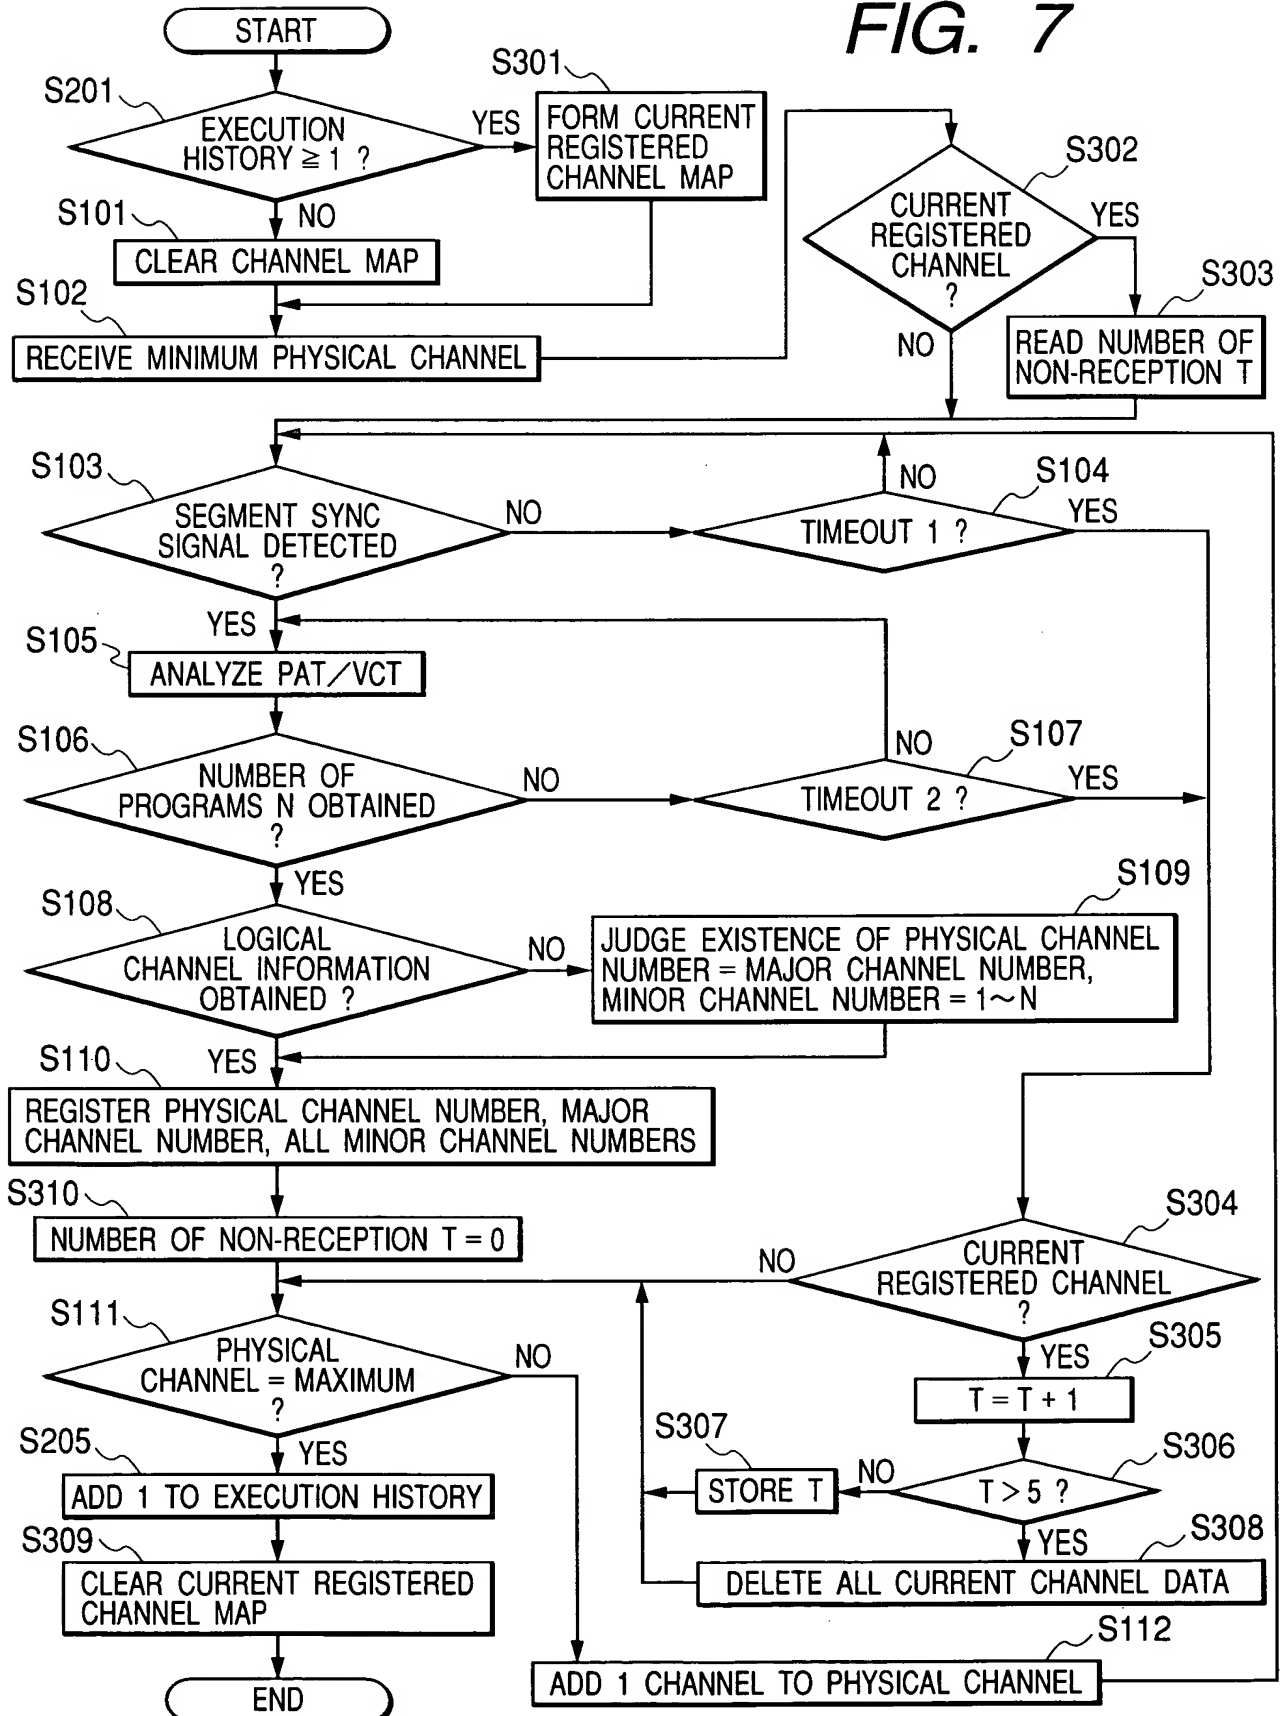 FIG. 7
START
S201
EXECUTION
HISTORY ≧ 1 ?
YES
NO
S301
FORM CURRENT
REGISTERED
CHANNEL MAP
S101
CLEAR CHANNEL MAP
S102
RECEIVE MINIMUM PHYSICAL CHANNEL
S302
CURRENT
REGISTERED
CHANNEL
?
YES
NO
S303
READ NUMBER OF
NON-RECEPTION T
S103
SEGMENT SYNC
SIGNAL DETECTED
?
NO
YES
S104
TIMEOUT 1 ?
NO
YES
S105
ANALYZE PAT/VCT
S106
NUMBER OF
PROGRAMS N OBTAINED
?
NO
YES
S107
TIMEOUT 2 ?
NO
YES
S108
LOGICAL
CHANNEL INFORMATION
OBTAINED ?
NO
YES
S109
JUDGE EXISTENCE OF PHYSICAL CHANNEL
NUMBER = MAJOR CHANNEL NUMBER,
MINOR CHANNEL NUMBER = 1~N
S110
REGISTER PHYSICAL CHANNEL NUMBER, MAJOR
CHANNEL NUMBER, ALL MINOR CHANNEL NUMBERS
S310
NUMBER OF NON-RECEPTION T = 0
S304
CURRENT
REGISTERED CHANNEL
?
NO
YES
S305
T = T + 1
S306
T > 5 ?
NO
YES
S307
STORE T
S308
DELETE ALL CURRENT CHANNEL DATA
S111
PHYSICAL
CHANNEL = MAXIMUM
?
NO
YES
S205
ADD 1 TO EXECUTION HISTORY
S309
CLEAR CURRENT REGISTERED
CHANNEL MAP
S112
ADD 1 CHANNEL TO PHYSICAL CHANNEL
END